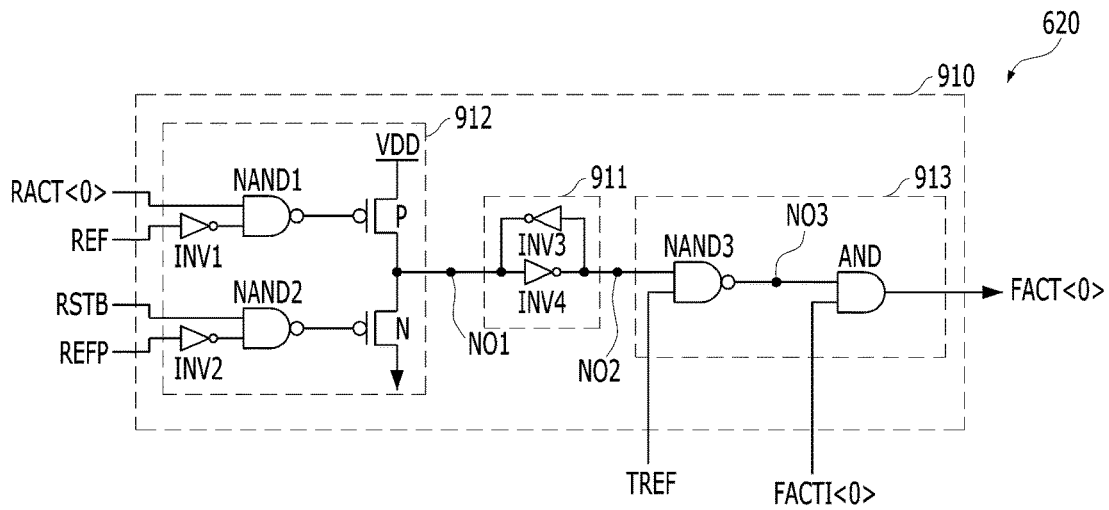 620
910
912
VDD
911
913
RACT<0>
NAND1
P
REF
INV1
INV3
NAND3
NO3
AND
INV4
FACT<0>
RSTB
NAND2
N
REFP
INV2
NO1
NO2
TREF
FACTI<0>